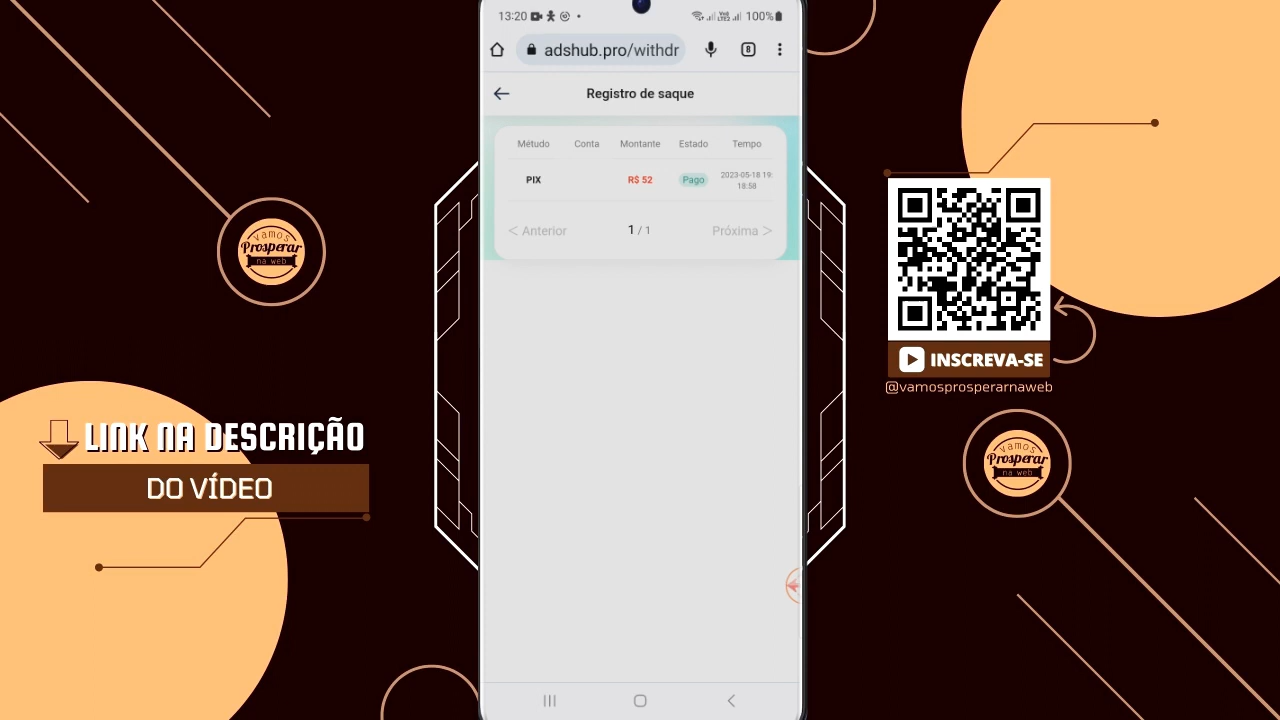 13:20
100%
8
adshub.pro/withdr
Registro de saque
Método Conta Montante Estado Tempo
PIX R$ 52 Pago 2023-05-18 19:
18:58
< Anterior 1 / 1 Próxima >
vamos
Prosperar
na web
LINK NA DESCRIÇÃO
DO VÍDEO
INSCREVA-SE
@vamosprosperarnaweb
vamos
Prosperar
na web